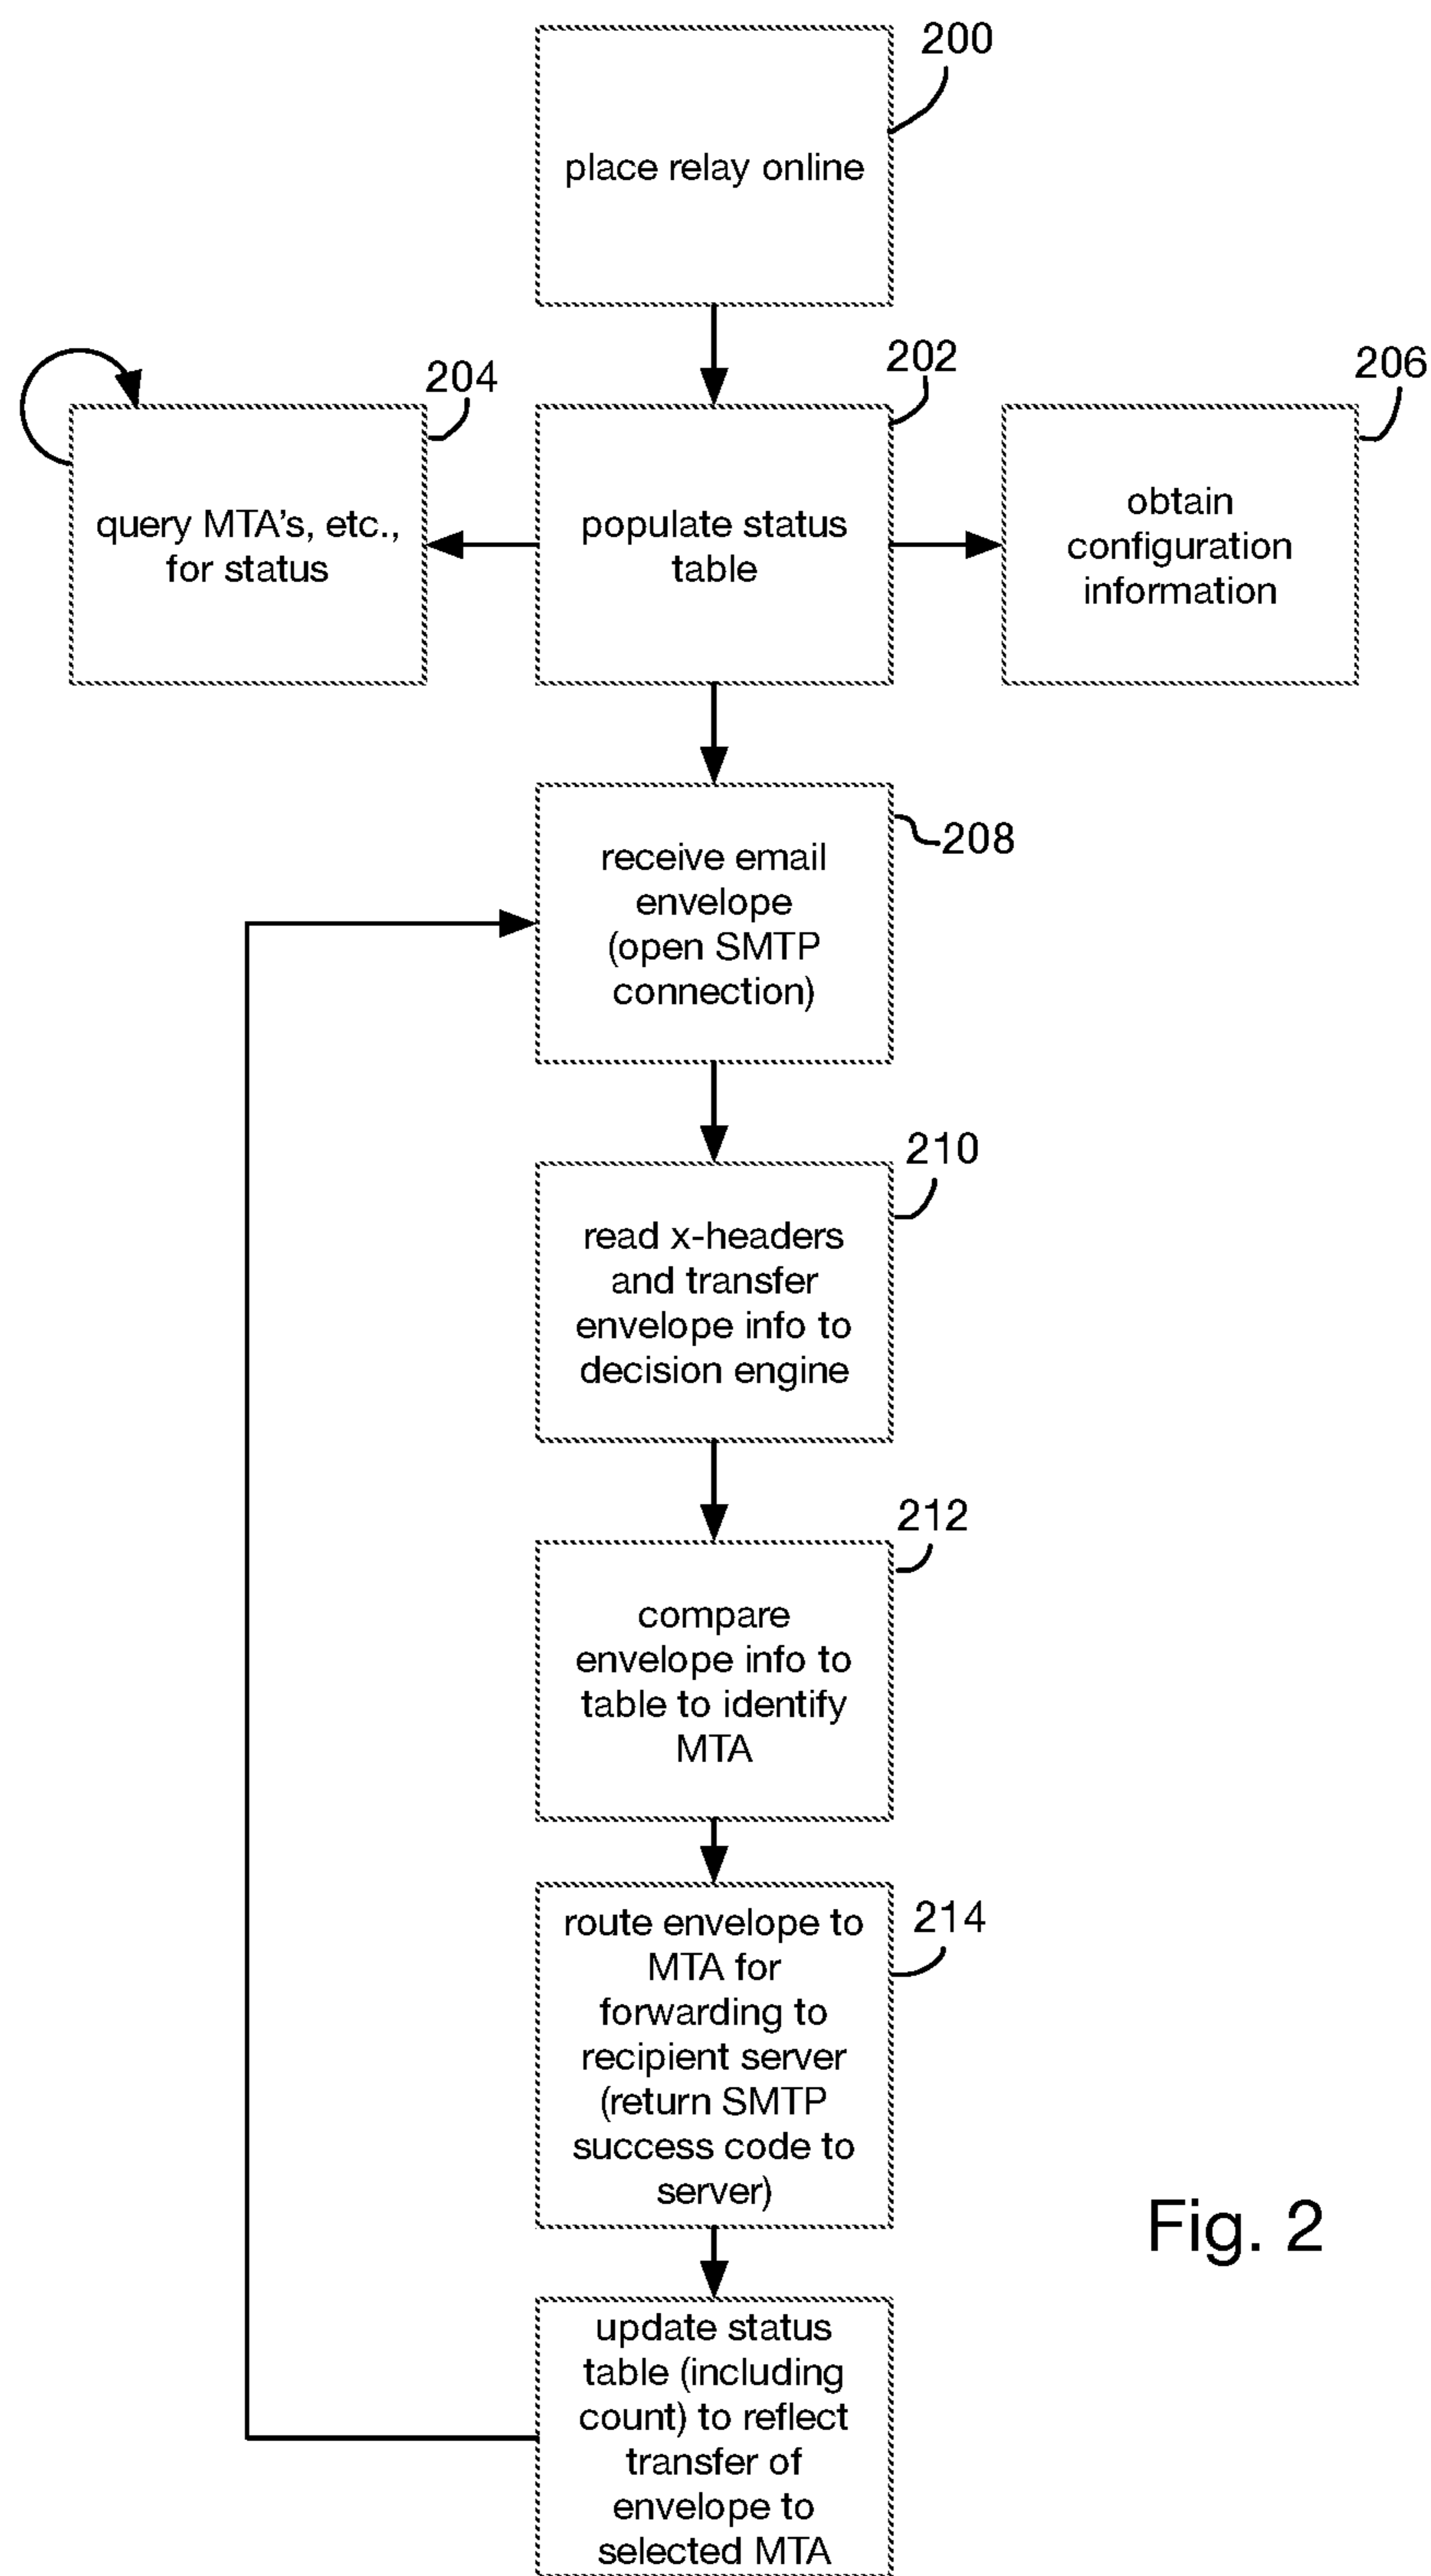 200
place relay online
202
204
206
query MTA's, etc.,
for status
populate status
table
obtain
configuration
information
208
receive email
envelope
(open SMTP
connection)
210
read x-headers
and transfer
envelope info to
decision engine
212
compare
envelope info to
table to identify
MTA
214
route envelope to
MTA for
forwarding to
recipient server
(return SMTP
success code to
server)
Fig. 2
update status
table (including
count) to reflect
transfer of
envelope to
selected MTA